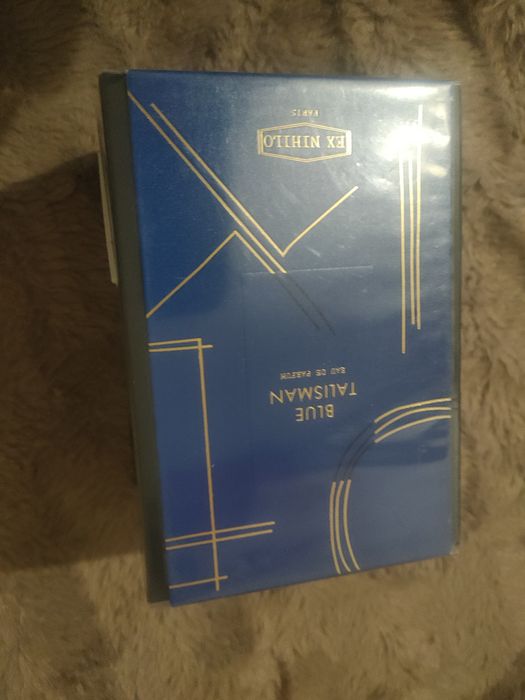 BLUE
TALISMAN
EAU DE PARFUM
EX NIHILO
PARIS